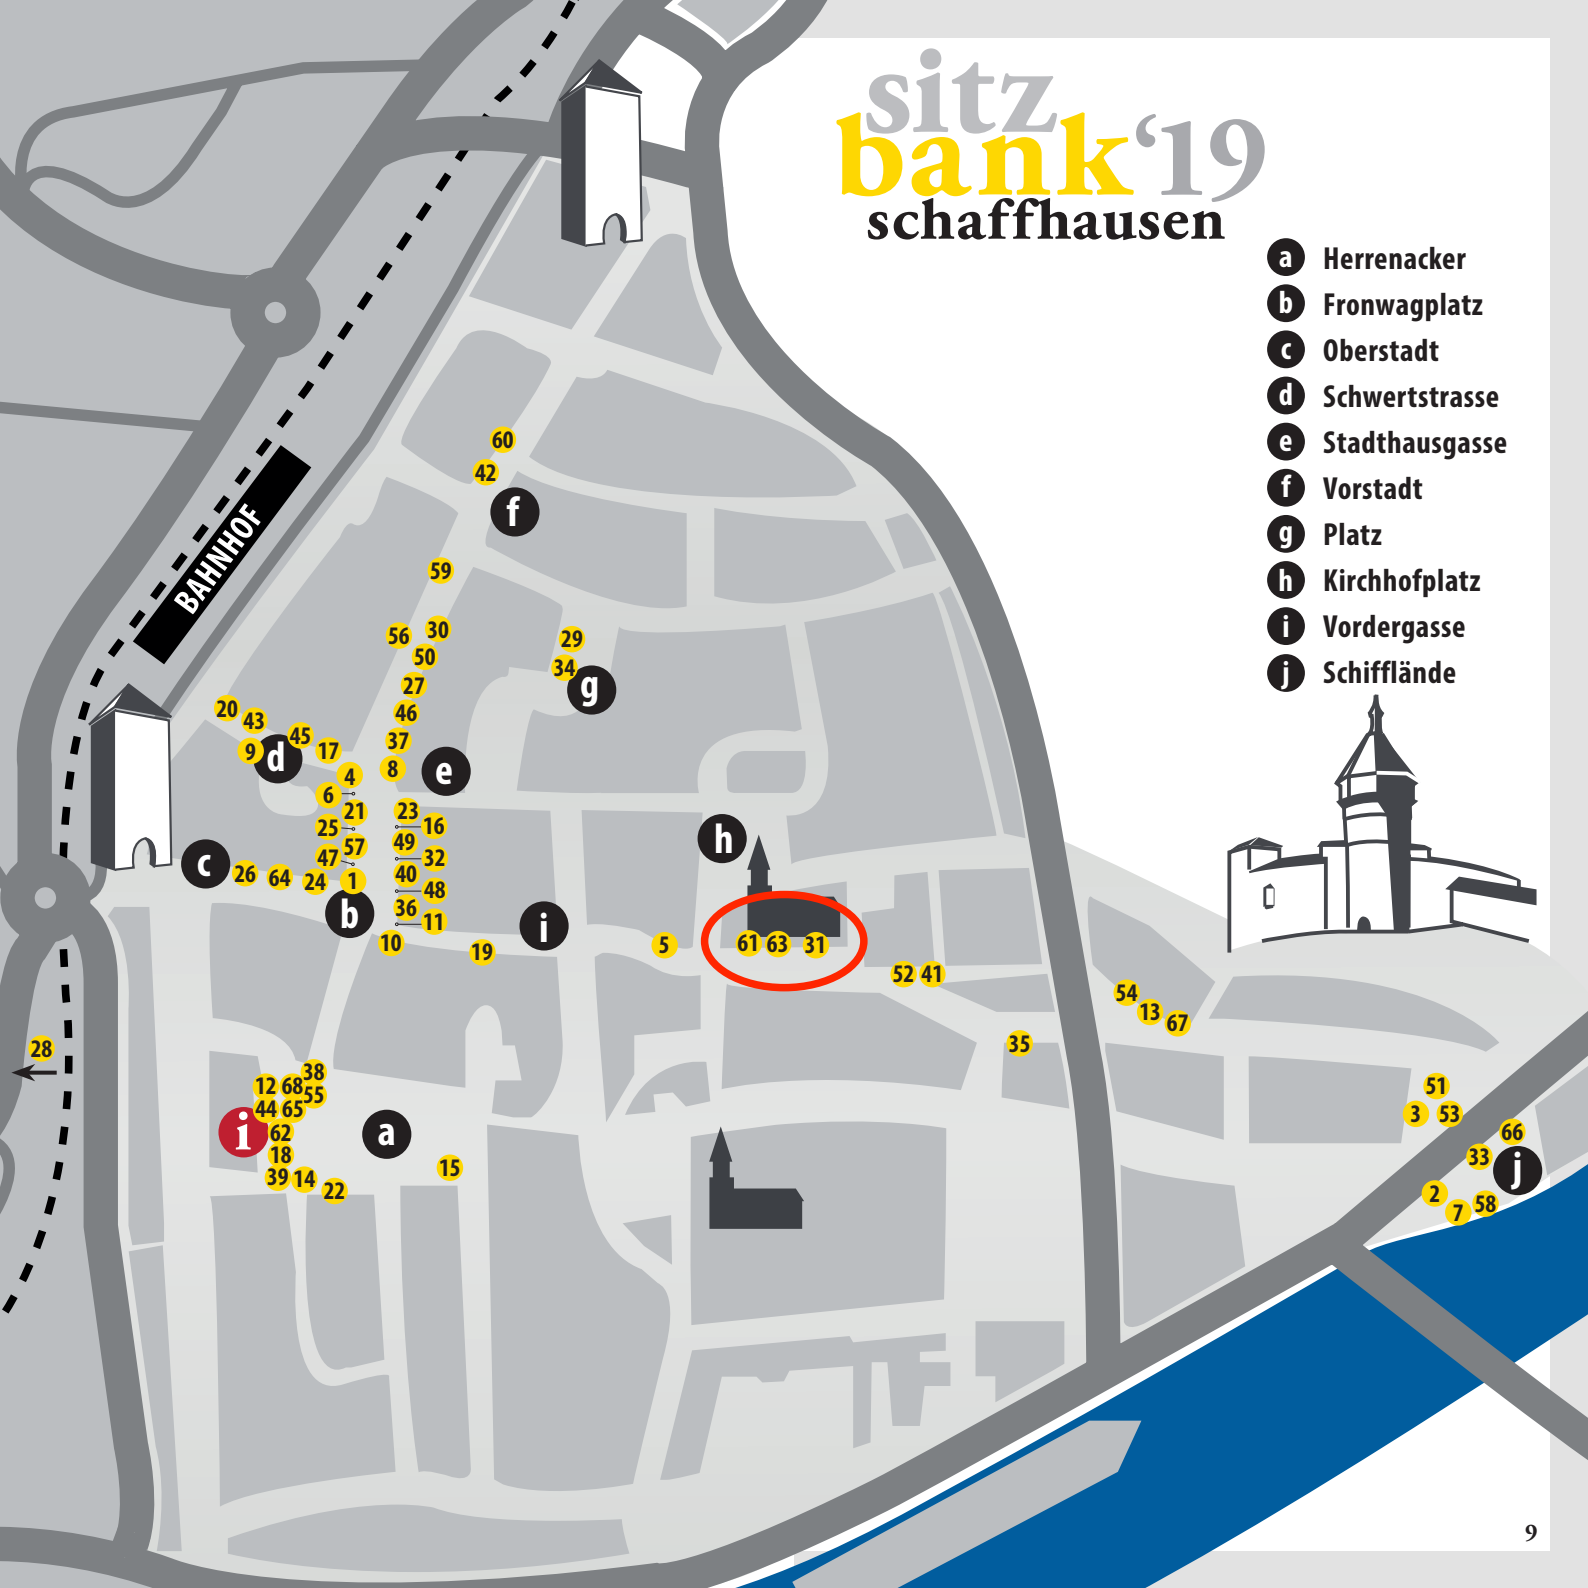 sitz
bank‘19
schaffhausen
a Herrenacker
b Fronwagplatz
c Oberstadt
d Schwertstrasse
e Stadthausgasse
f Vorstadt
g Platz
h Kirchhofplatz
i Vordergasse
j Schifflände
BAHNHOF
60
42
f
59
56 30
50
29
34
g
27
46
37
8
e
20
43
9
d
45
17
4
6
21
25
57
47
23
16
49
32
40
48
36
11
c
26 64 24 1
b
10
19
i
5
h
61 63 31
52 41
54
13
67
35
28
12 68 38
55
44 65
i
62
18
39 14
22
a
15
51
3 53
66
33
j
2
7
58
9